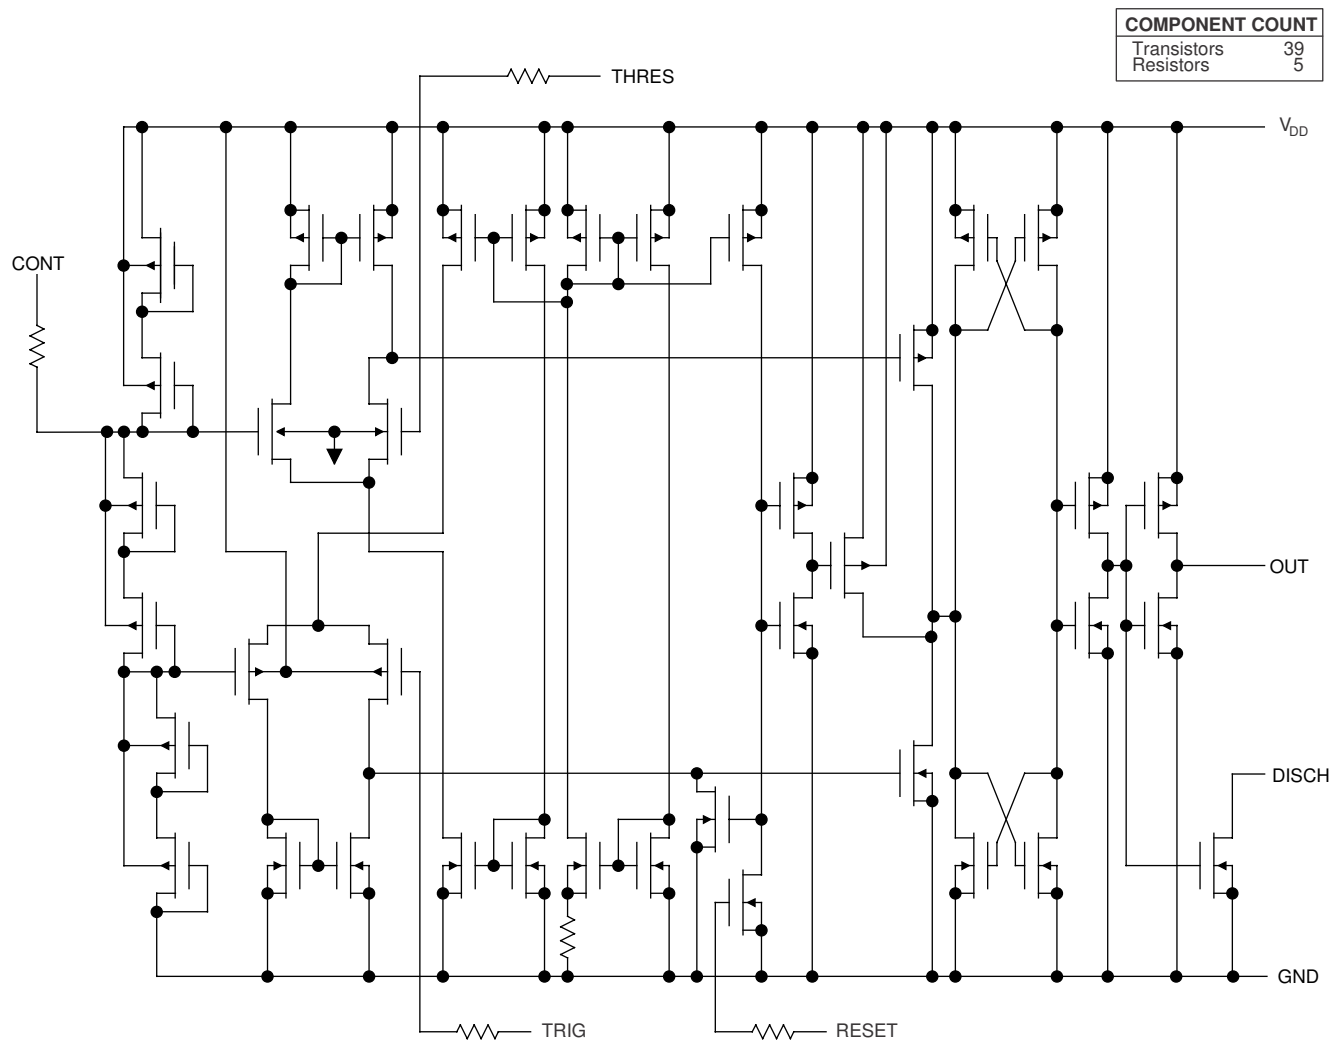 COMPONENT COUNT
Transistors 39
Resistors 5
THRES
VDD
CONT
OUT
DISCH
GND
TRIG
RESET